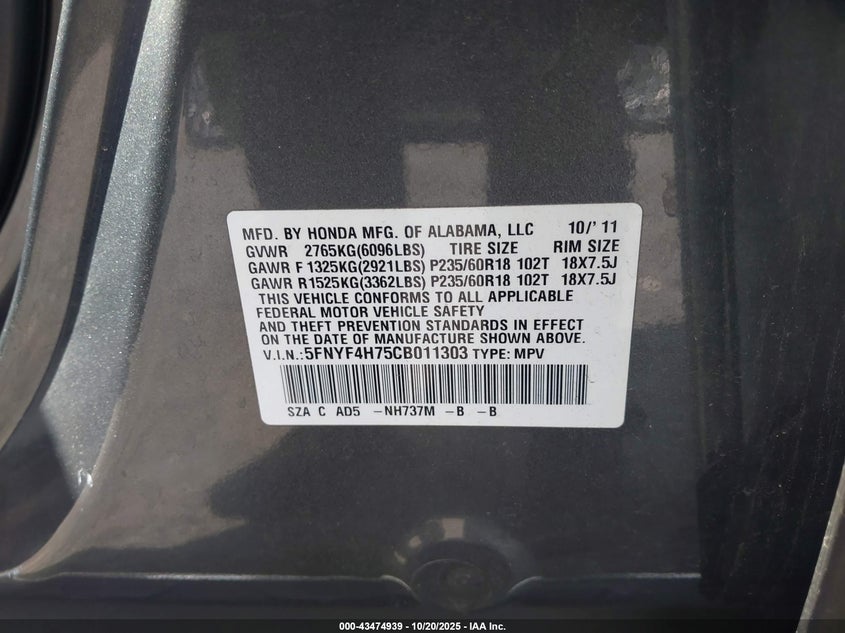 MFD. BY HONDA MFG. OF ALABAMA, LLC 10/'11
GVWR 2765KG(6096LBS) TIRE SIZE RIM SIZE
GAWR F 1325KG(2921LBS) P235/60R18 102T 18X7.5J
GAWR R1525KG(3362LBS) P235/60R18 102T 18X7.5J
THIS VEHICLE CONFORMS TO ALL APPLICABLE
FEDERAL MOTOR VEHICLE SAFETY
AND THEFT PREVENTION STANDARDS IN EFFECT
ON THE DATE OF MANUFACTURE SHOWN ABOVE.
V.I.N.:5FNYF4H75CB011303 TYPE: MPV
SZA C AD5 -NH737M -B -B
000-43474939 - 10/20/2025 - IAA Inc.